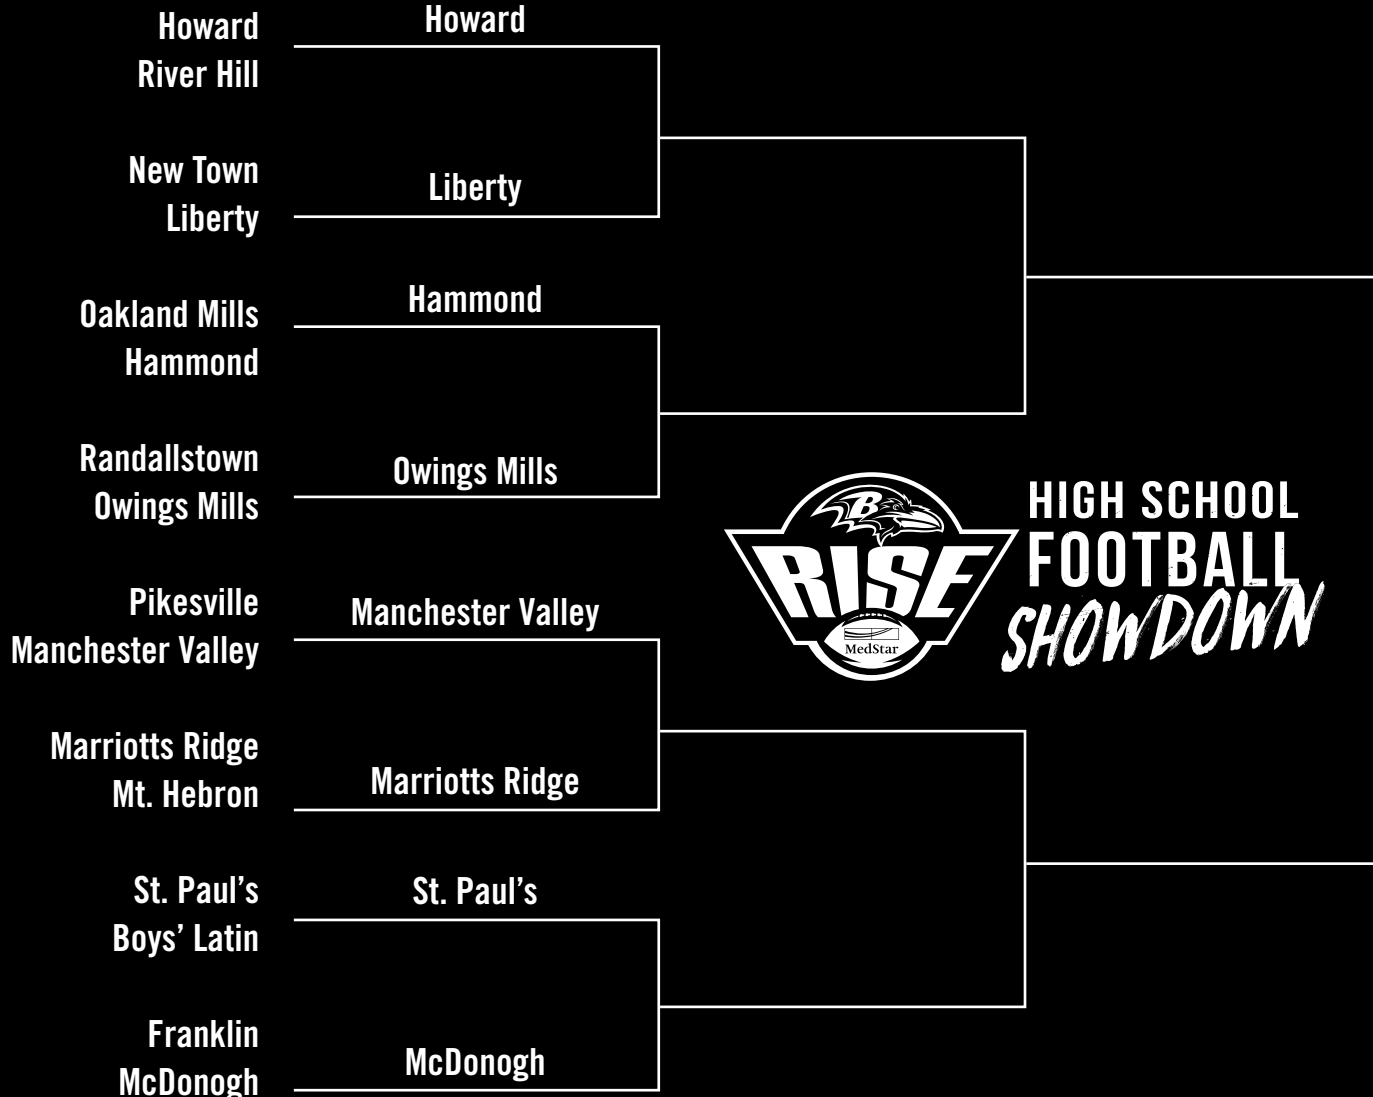 Howard
River Hill
New Town
Liberty
Oakland Mills
Hammond
Randallstown
Owings Mills
Pikesville
Manchester Valley
Marriotts Ridge
Mt. Hebron
St. Paul’s
Boys’ Latin
Franklin
McDonogh
Howard
Liberty
Hammond
Owings Mills
Manchester Valley
Marriotts Ridge
St. Paul’s
McDonogh
B
RISE
MedStar
HIGH SCHOOL
FOOTBALL
SHOWDOWN